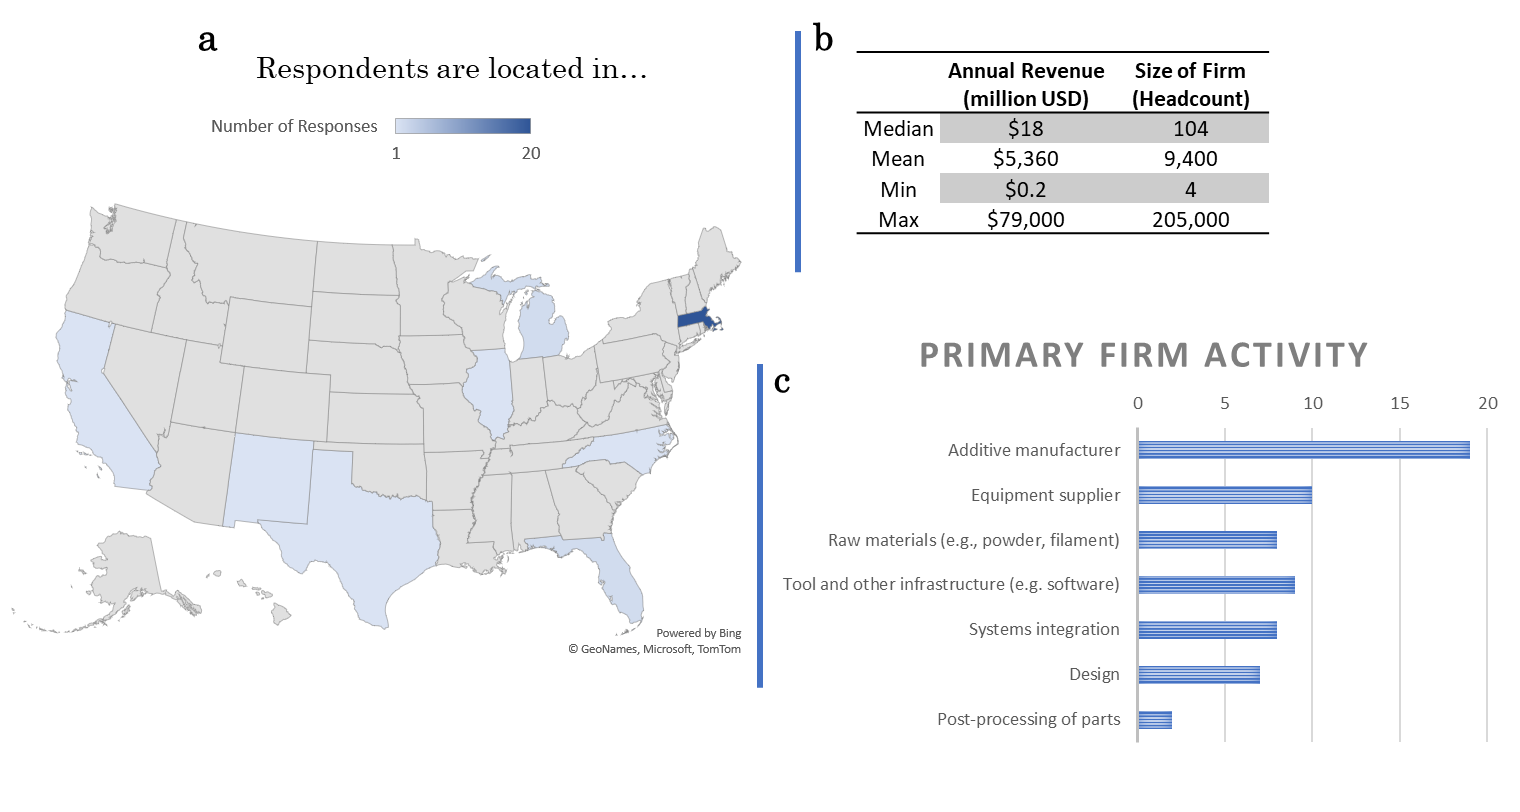 a
Respondents are located in...
Number of Responses
1 20
Powered by Bing
© GeoNames, Microsoft, TomTom
b
Annual Revenue Size of Firm
(million USD) (Headcount)
Median $18 104
Mean $5,360 9,400
Min $0.2 4
Max $79,000 205,000
c
PRIMARY FIRM ACTIVITY
0 5 10 15 20
Additive manufacturer
Equipment supplier
Raw materials (e.g., powder, filament)
Tool and other infrastructure (e.g. software)
Systems integration
Design
Post-processing of parts